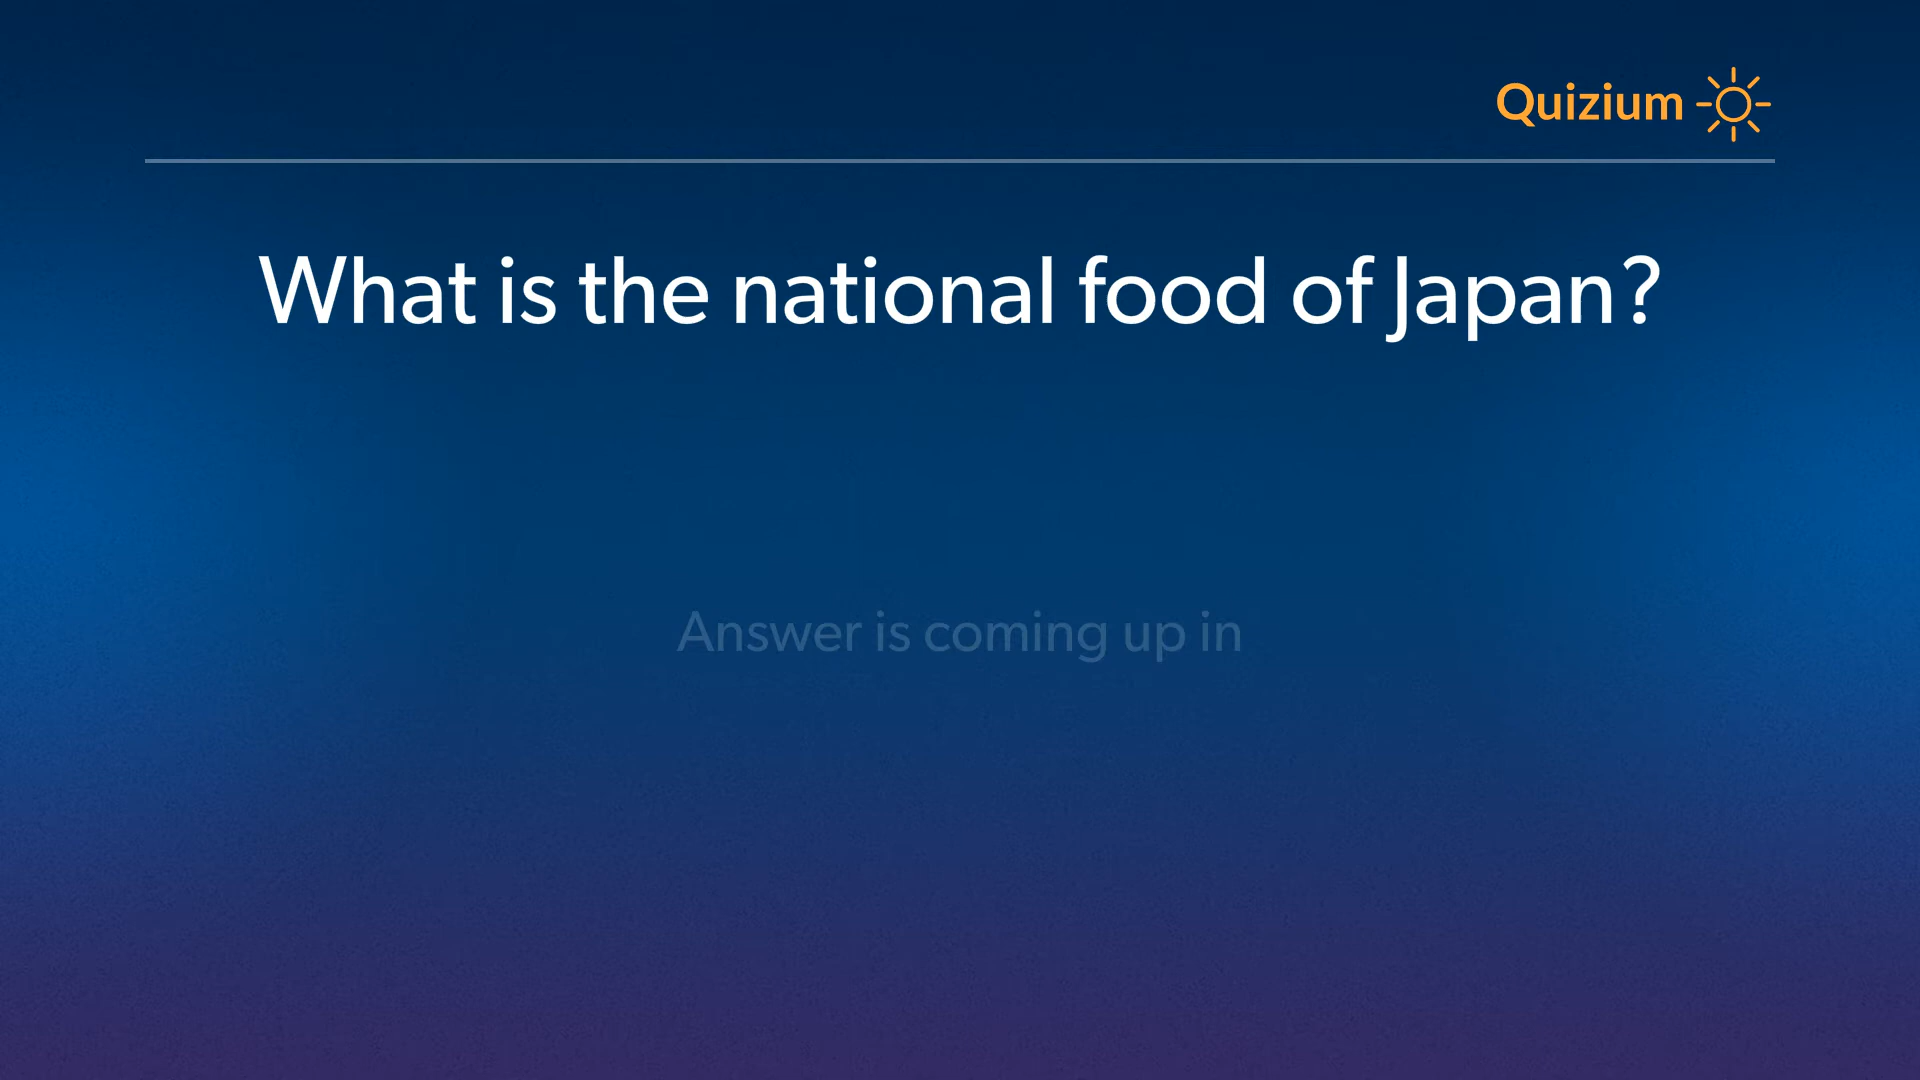 Quizium
What is the national food of Japan?
Answer is coming up in